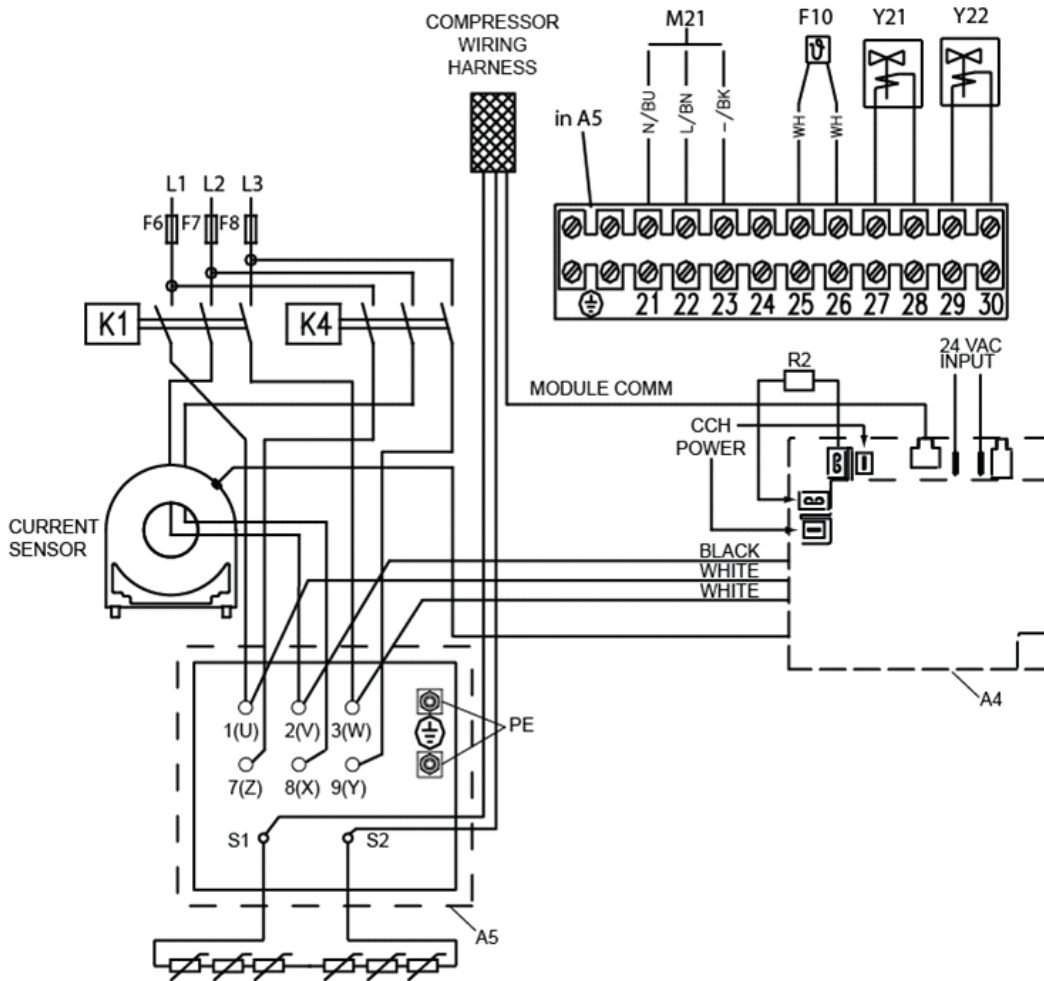 COMPRESSOR
WIRING
HARNESS
M21
F10
Y21
Y22
in A5
N/BU
L/BN
–/BK
WH
WH
ϑ
L1 L2 L3
F6 F7 F8
K1
K4
21 22 23 24 25 26 27 28 29 30
24 VAC
INPUT
R2
MODULE COMM
CCH
POWER
CURRENT
SENSOR
BLACK
WHITE
WHITE
A4
1(U) 2(V) 3(W)
PE
7(Z) 8(X) 9(Y)
S1
S2
A5